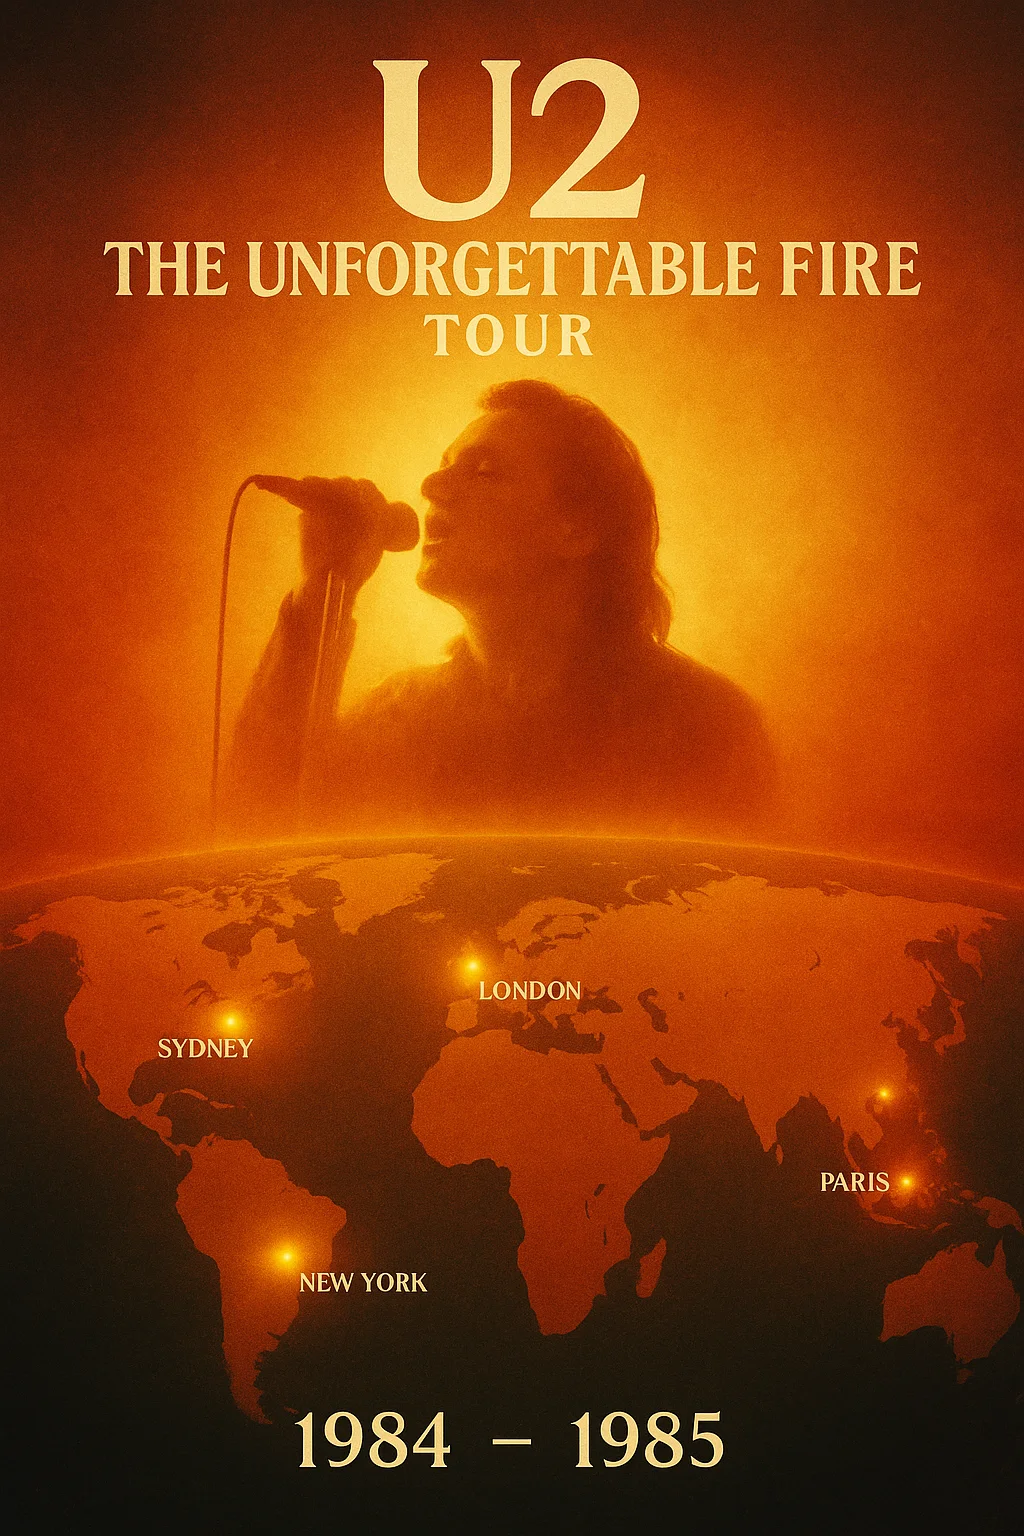 U2
THE UNFORGETTABLE FIRE
TOUR
LONDON
SYDNEY
PARIS
NEW YORK
1984 – 1985